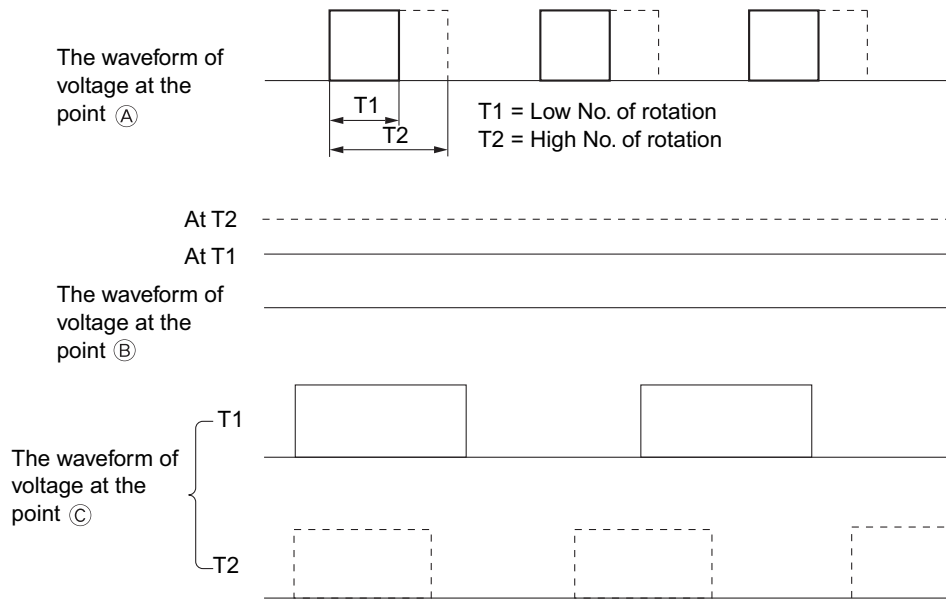 The waveform of
voltage at the
point Ⓐ
T1
T2
T1 = Low No. of rotation
T2 = High No. of rotation
At T2
At T1
The waveform of
voltage at the
point Ⓑ
T1
The waveform of
voltage at the
point Ⓒ
T2